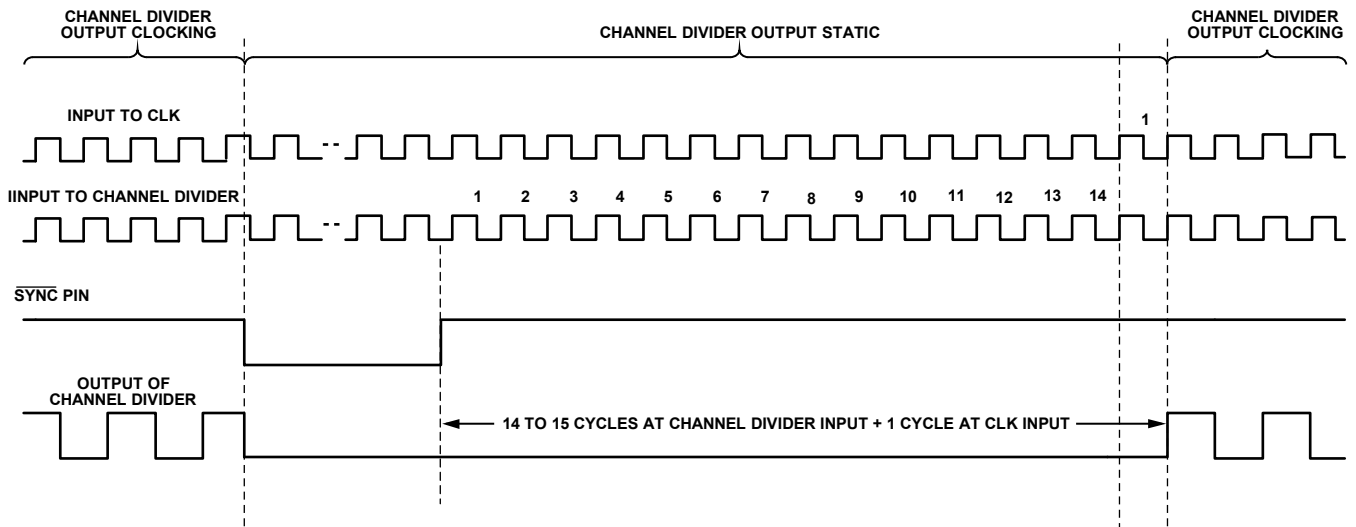 CHANNEL DIVIDER
OUTPUT CLOCKING
CHANNEL DIVIDER OUTPUT STATIC
CHANNEL DIVIDER
OUTPUT CLOCKING
INPUT TO CLK
1
IINPUT TO CHANNEL DIVIDER
1 2 3 4 5 6 7 8 9 10 11 12 13 14
SYNC PIN
OUTPUT OF
CHANNEL DIVIDER
14 TO 15 CYCLES AT CHANNEL DIVIDER INPUT + 1 CYCLE AT CLK INPUT